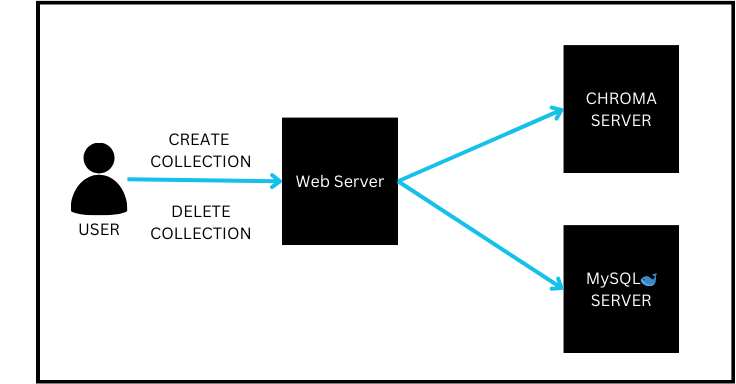 CREATE
COLLECTION
USER
DELETE
COLLECTION
Web Server
CHROMA
SERVER
MySQL🐳
SERVER